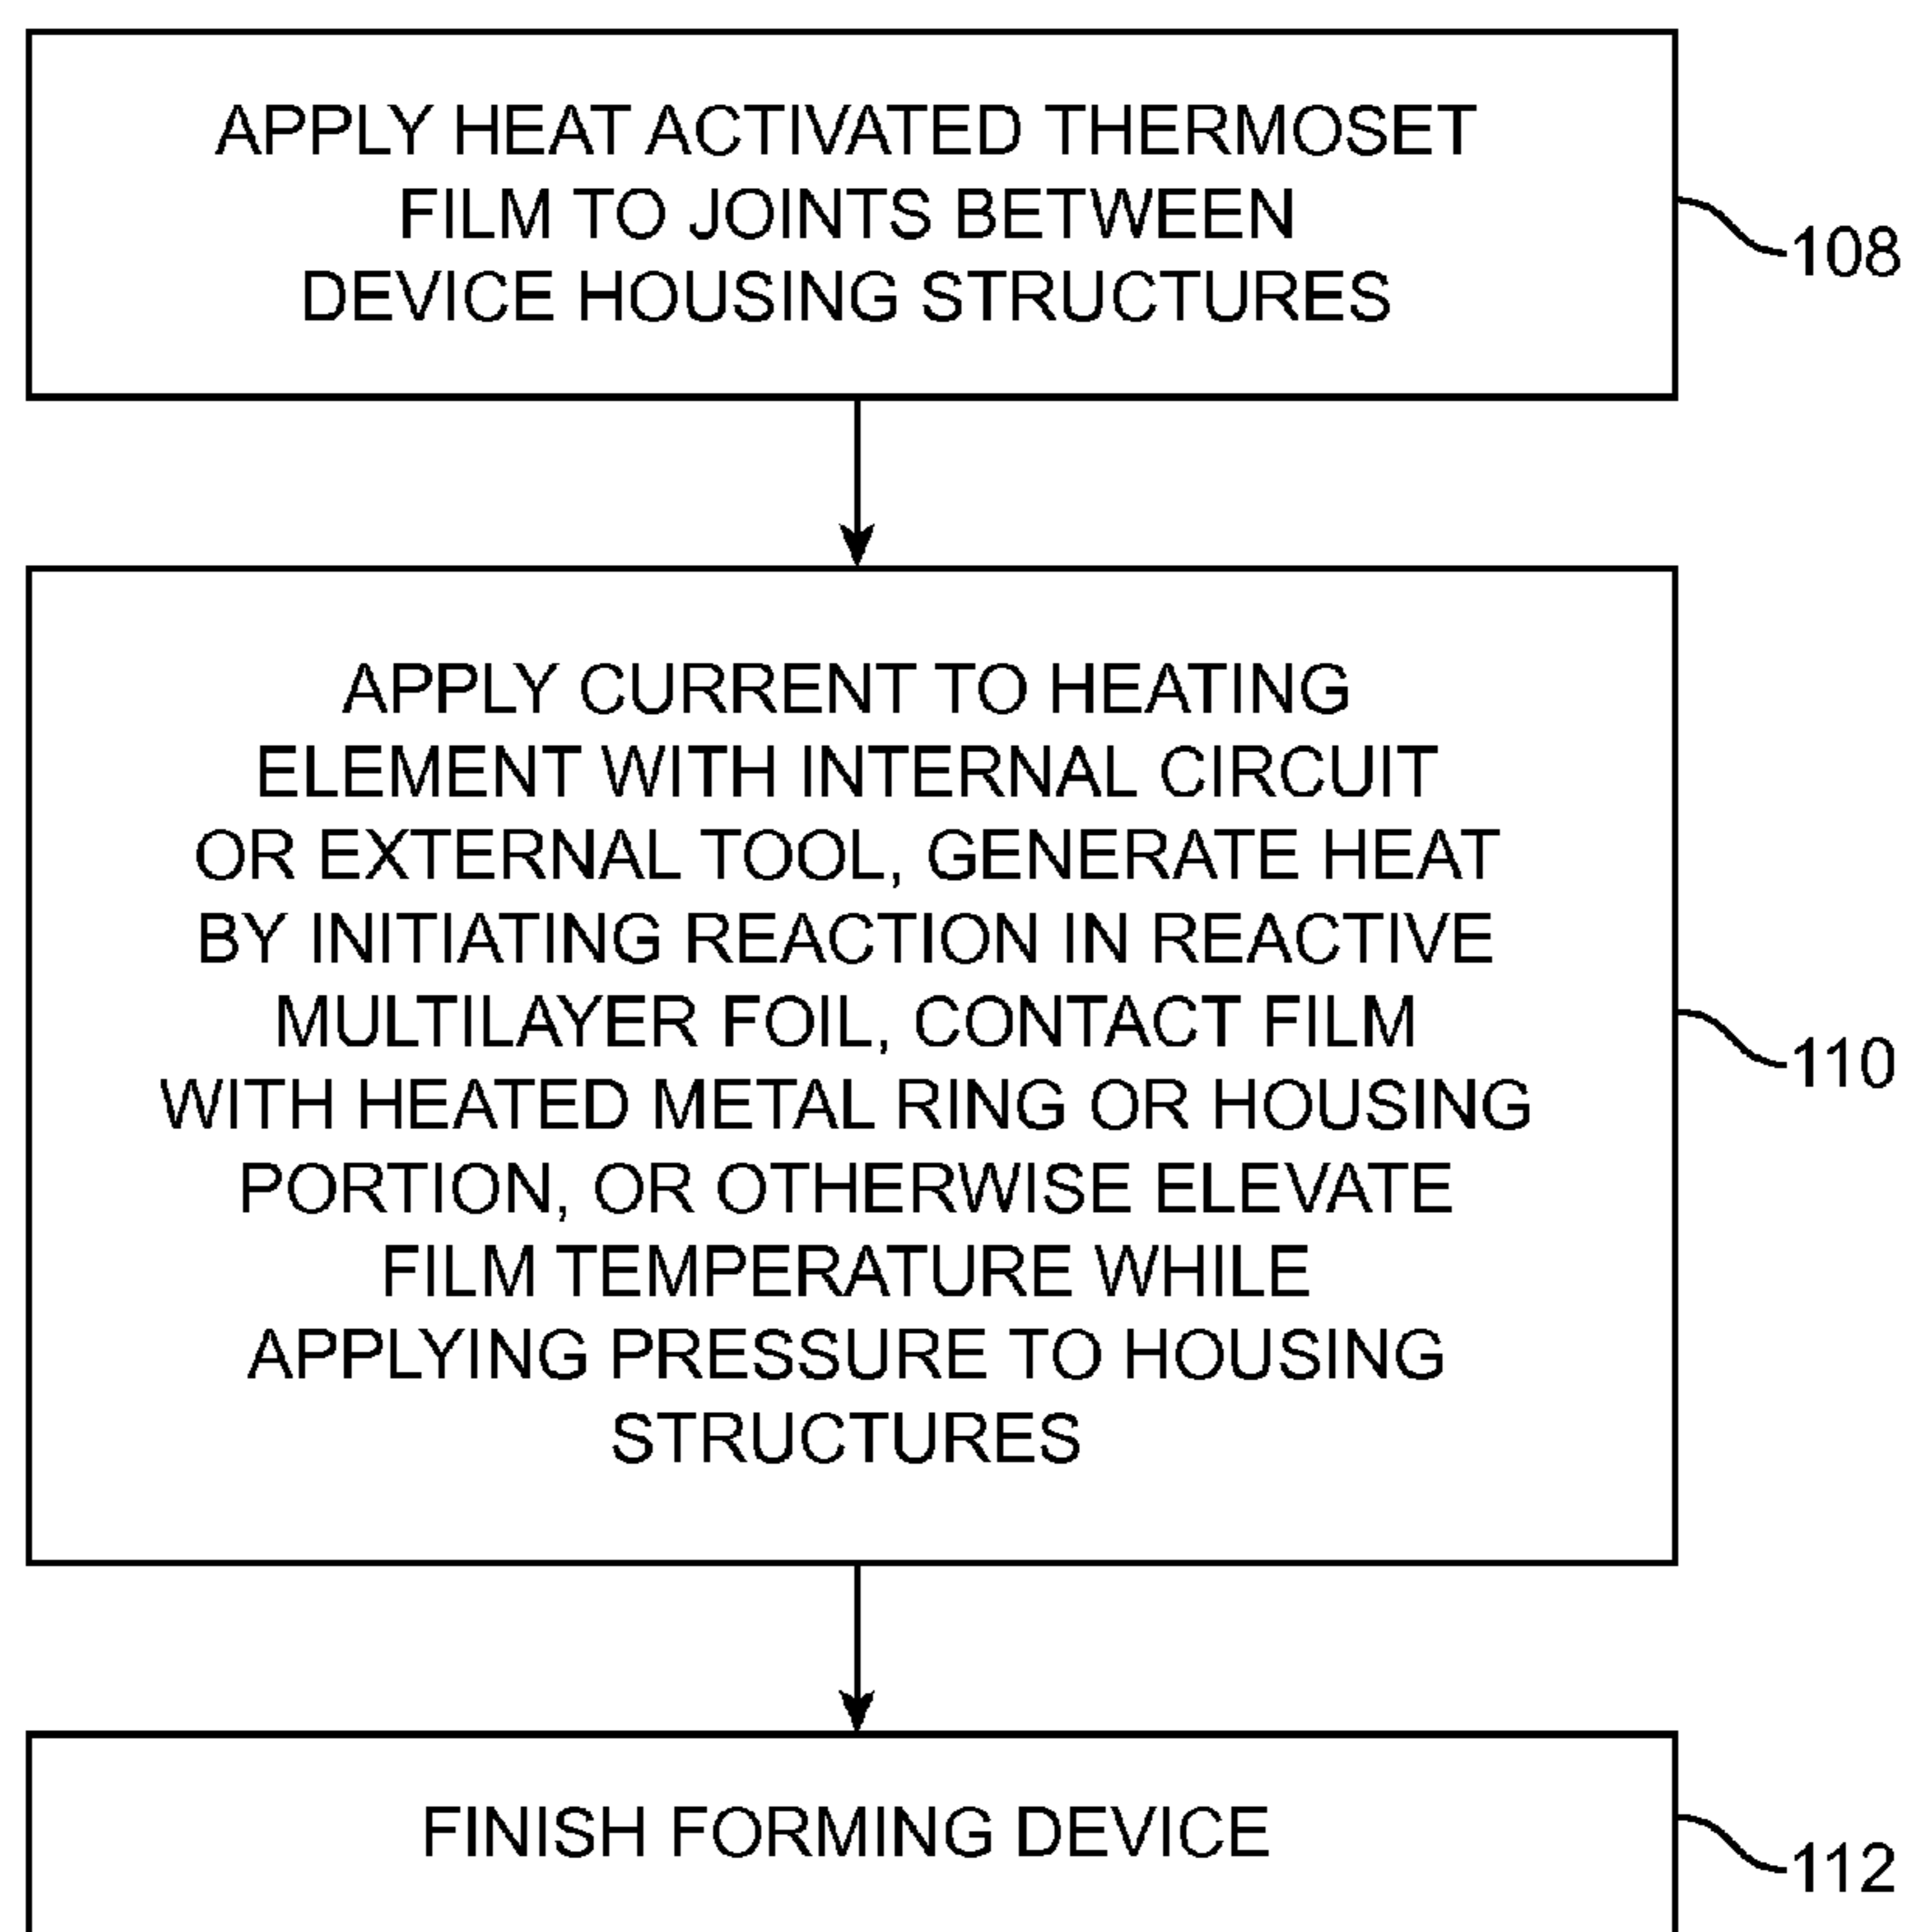 APPLY HEAT ACTIVATED THERMOSET
FILM TO JOINTS BETWEEN
DEVICE HOUSING STRUCTURES
108
APPLY CURRENT TO HEATING
ELEMENT WITH INTERNAL CIRCUIT
OR EXTERNAL TOOL, GENERATE HEAT
BY INITIATING REACTION IN REACTIVE
MULTILAYER FOIL, CONTACT FILM
WITH HEATED METAL RING OR HOUSING
PORTION, OR OTHERWISE ELEVATE
FILM TEMPERATURE WHILE
APPLYING PRESSURE TO HOUSING
STRUCTURES
110
FINISH FORMING DEVICE
112